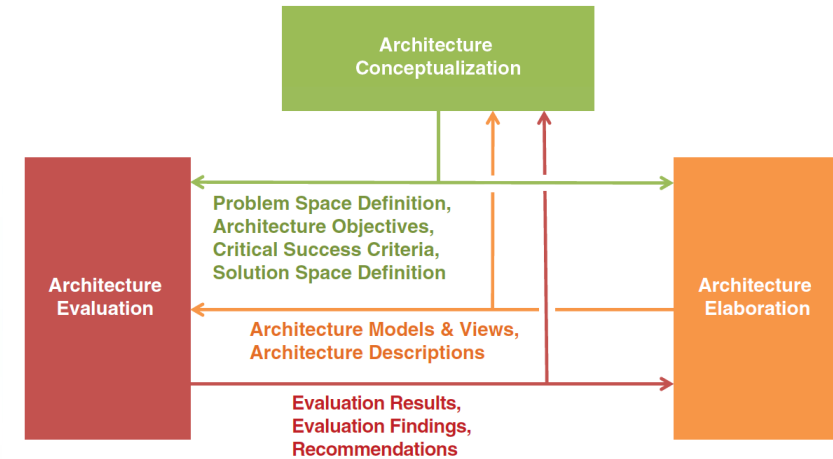 Architecture
Conceptualization
Problem Space Definition,
Architecture Objectives,
Critical Success Criteria,
Solution Space Definition
Architecture
Evaluation
Architecture
Elaboration
Architecture Models & Views,
Architecture Descriptions
Evaluation Results,
Evaluation Findings,
Recommendations